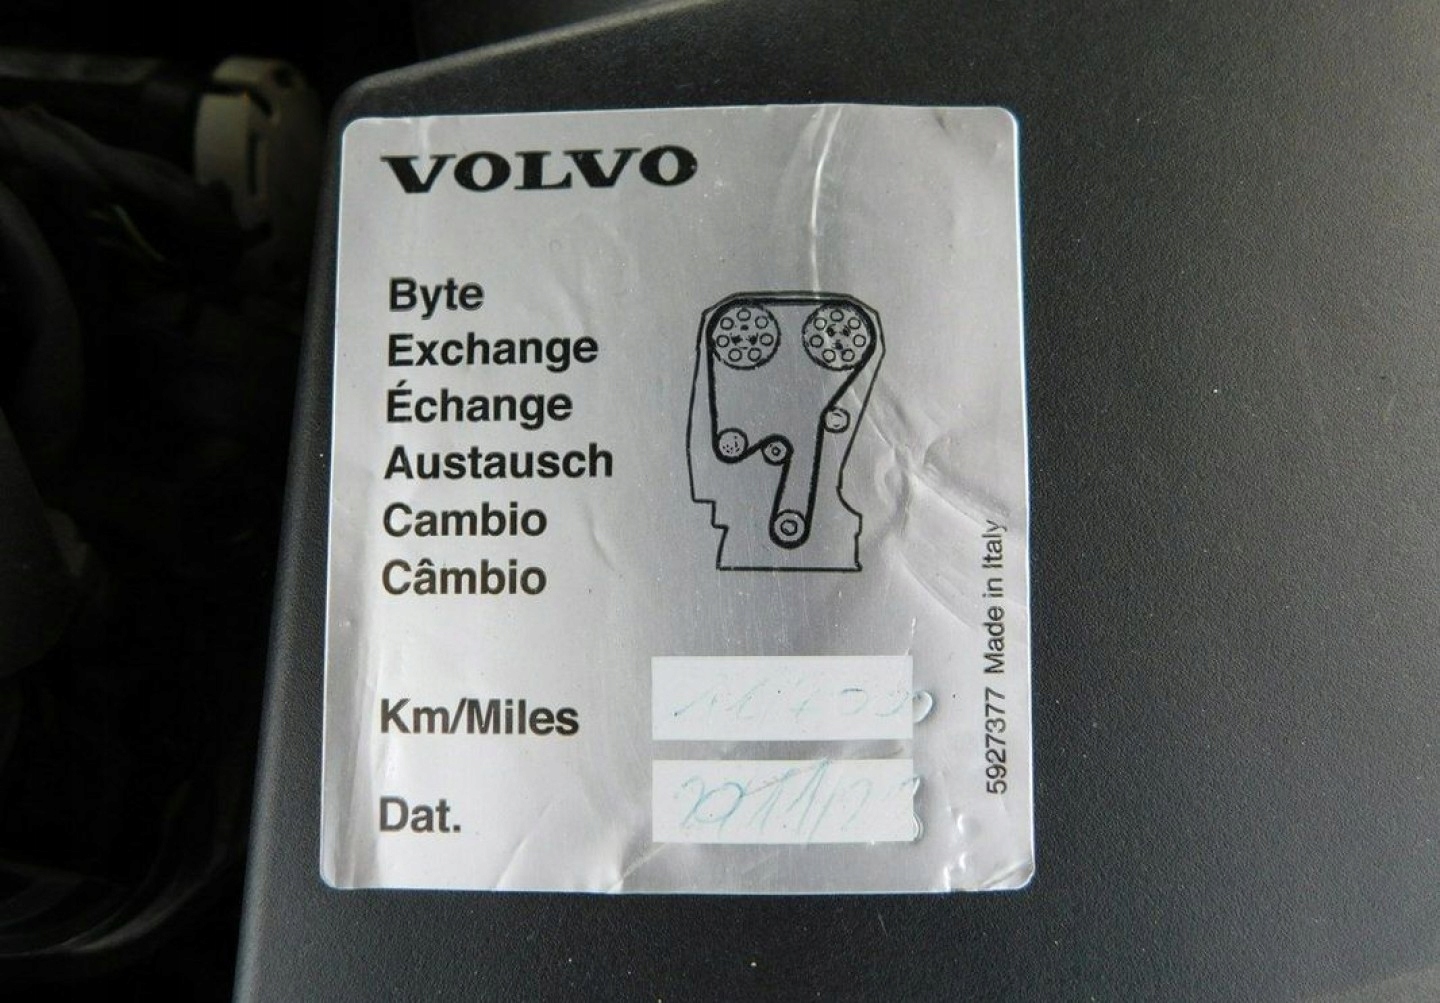 VOLVO
Byte
Exchange
Échange
Austausch
Cambio
Câmbio
Km/Miles
Dat.
5927377 Made in Italy